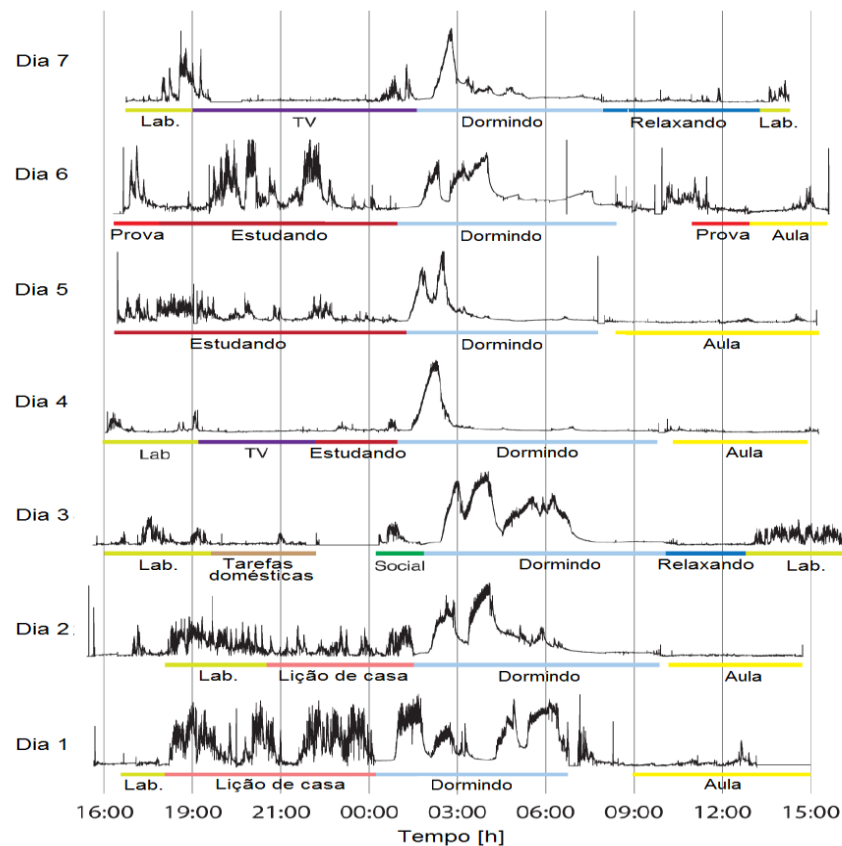 Dia 7
Lab. TV Dormindo Relaxando Lab.
Dia 6
Prova Estudando Dormindo Prova Aula
Dia 5
Estudando Dormindo Aula
Dia 4
Lab TV Estudando Dormindo Aula
Dia 3
Lab. Tarefas domésticas Social Dormindo Relaxando Lab.
Dia 2
Lab. Lição de casa Dormindo Aula
Dia 1
Lab. Lição de casa Dormindo Aula
16:00 19:00 21:00 00:00 03:00 06:00 09:00 12:00 15:00
Tempo [h]